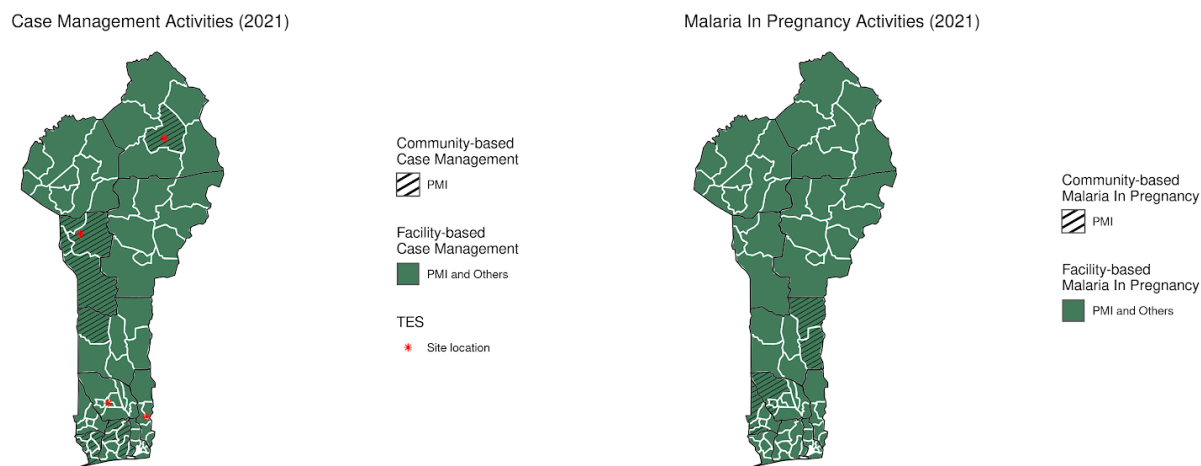 Case Management Activities (2021)
Community-based
Case Management
PMI
Facility-based
Case Management
PMI and Others
TES
Site location
Malaria In Pregnancy Activities (2021)
Community-based
Malaria In Pregnancy
PMI
Facility-based
Malaria In Pregnancy
PMI and Others